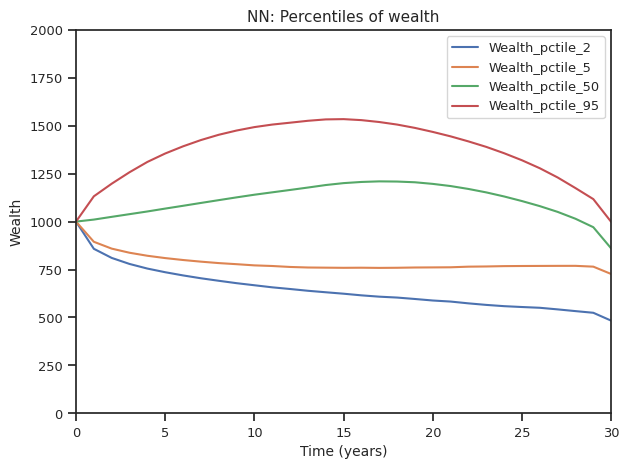 NN: Percentiles of wealth
2000
1750
1500
1250
1000
750
500
250
0
Wealth
Wealth_pctile_2
Wealth_pctile_5
Wealth_pctile_50
Wealth_pctile_95
0 5 10 15 20 25 30
Time (years)